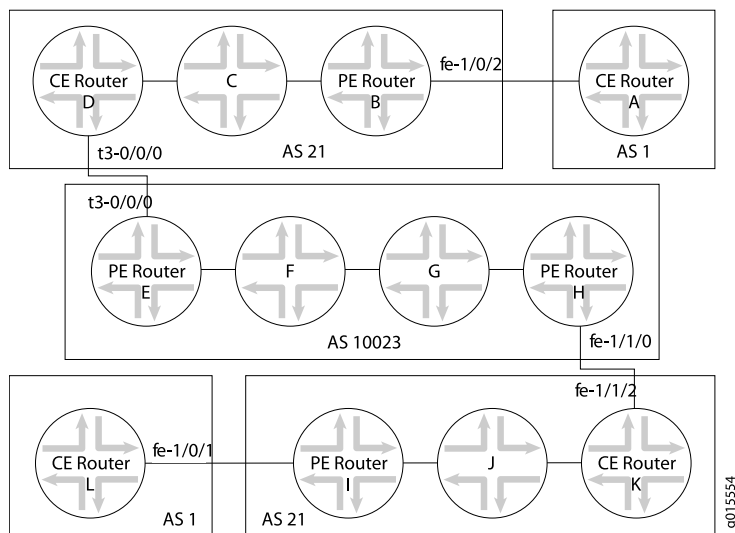 fe-1/0/2
CE Router
D
C
PE Router
B
CE Router
A
AS 21
AS 1
t3-0/0/0
t3-0/0/0
PE Router
E
F
G
PE Router
H
AS 10023
fe-1/1/0
fe-1/1/2
fe-1/0/1
CE Router
L
PE Router
I
J
CE Router
K
AS 1
AS 21
g015554